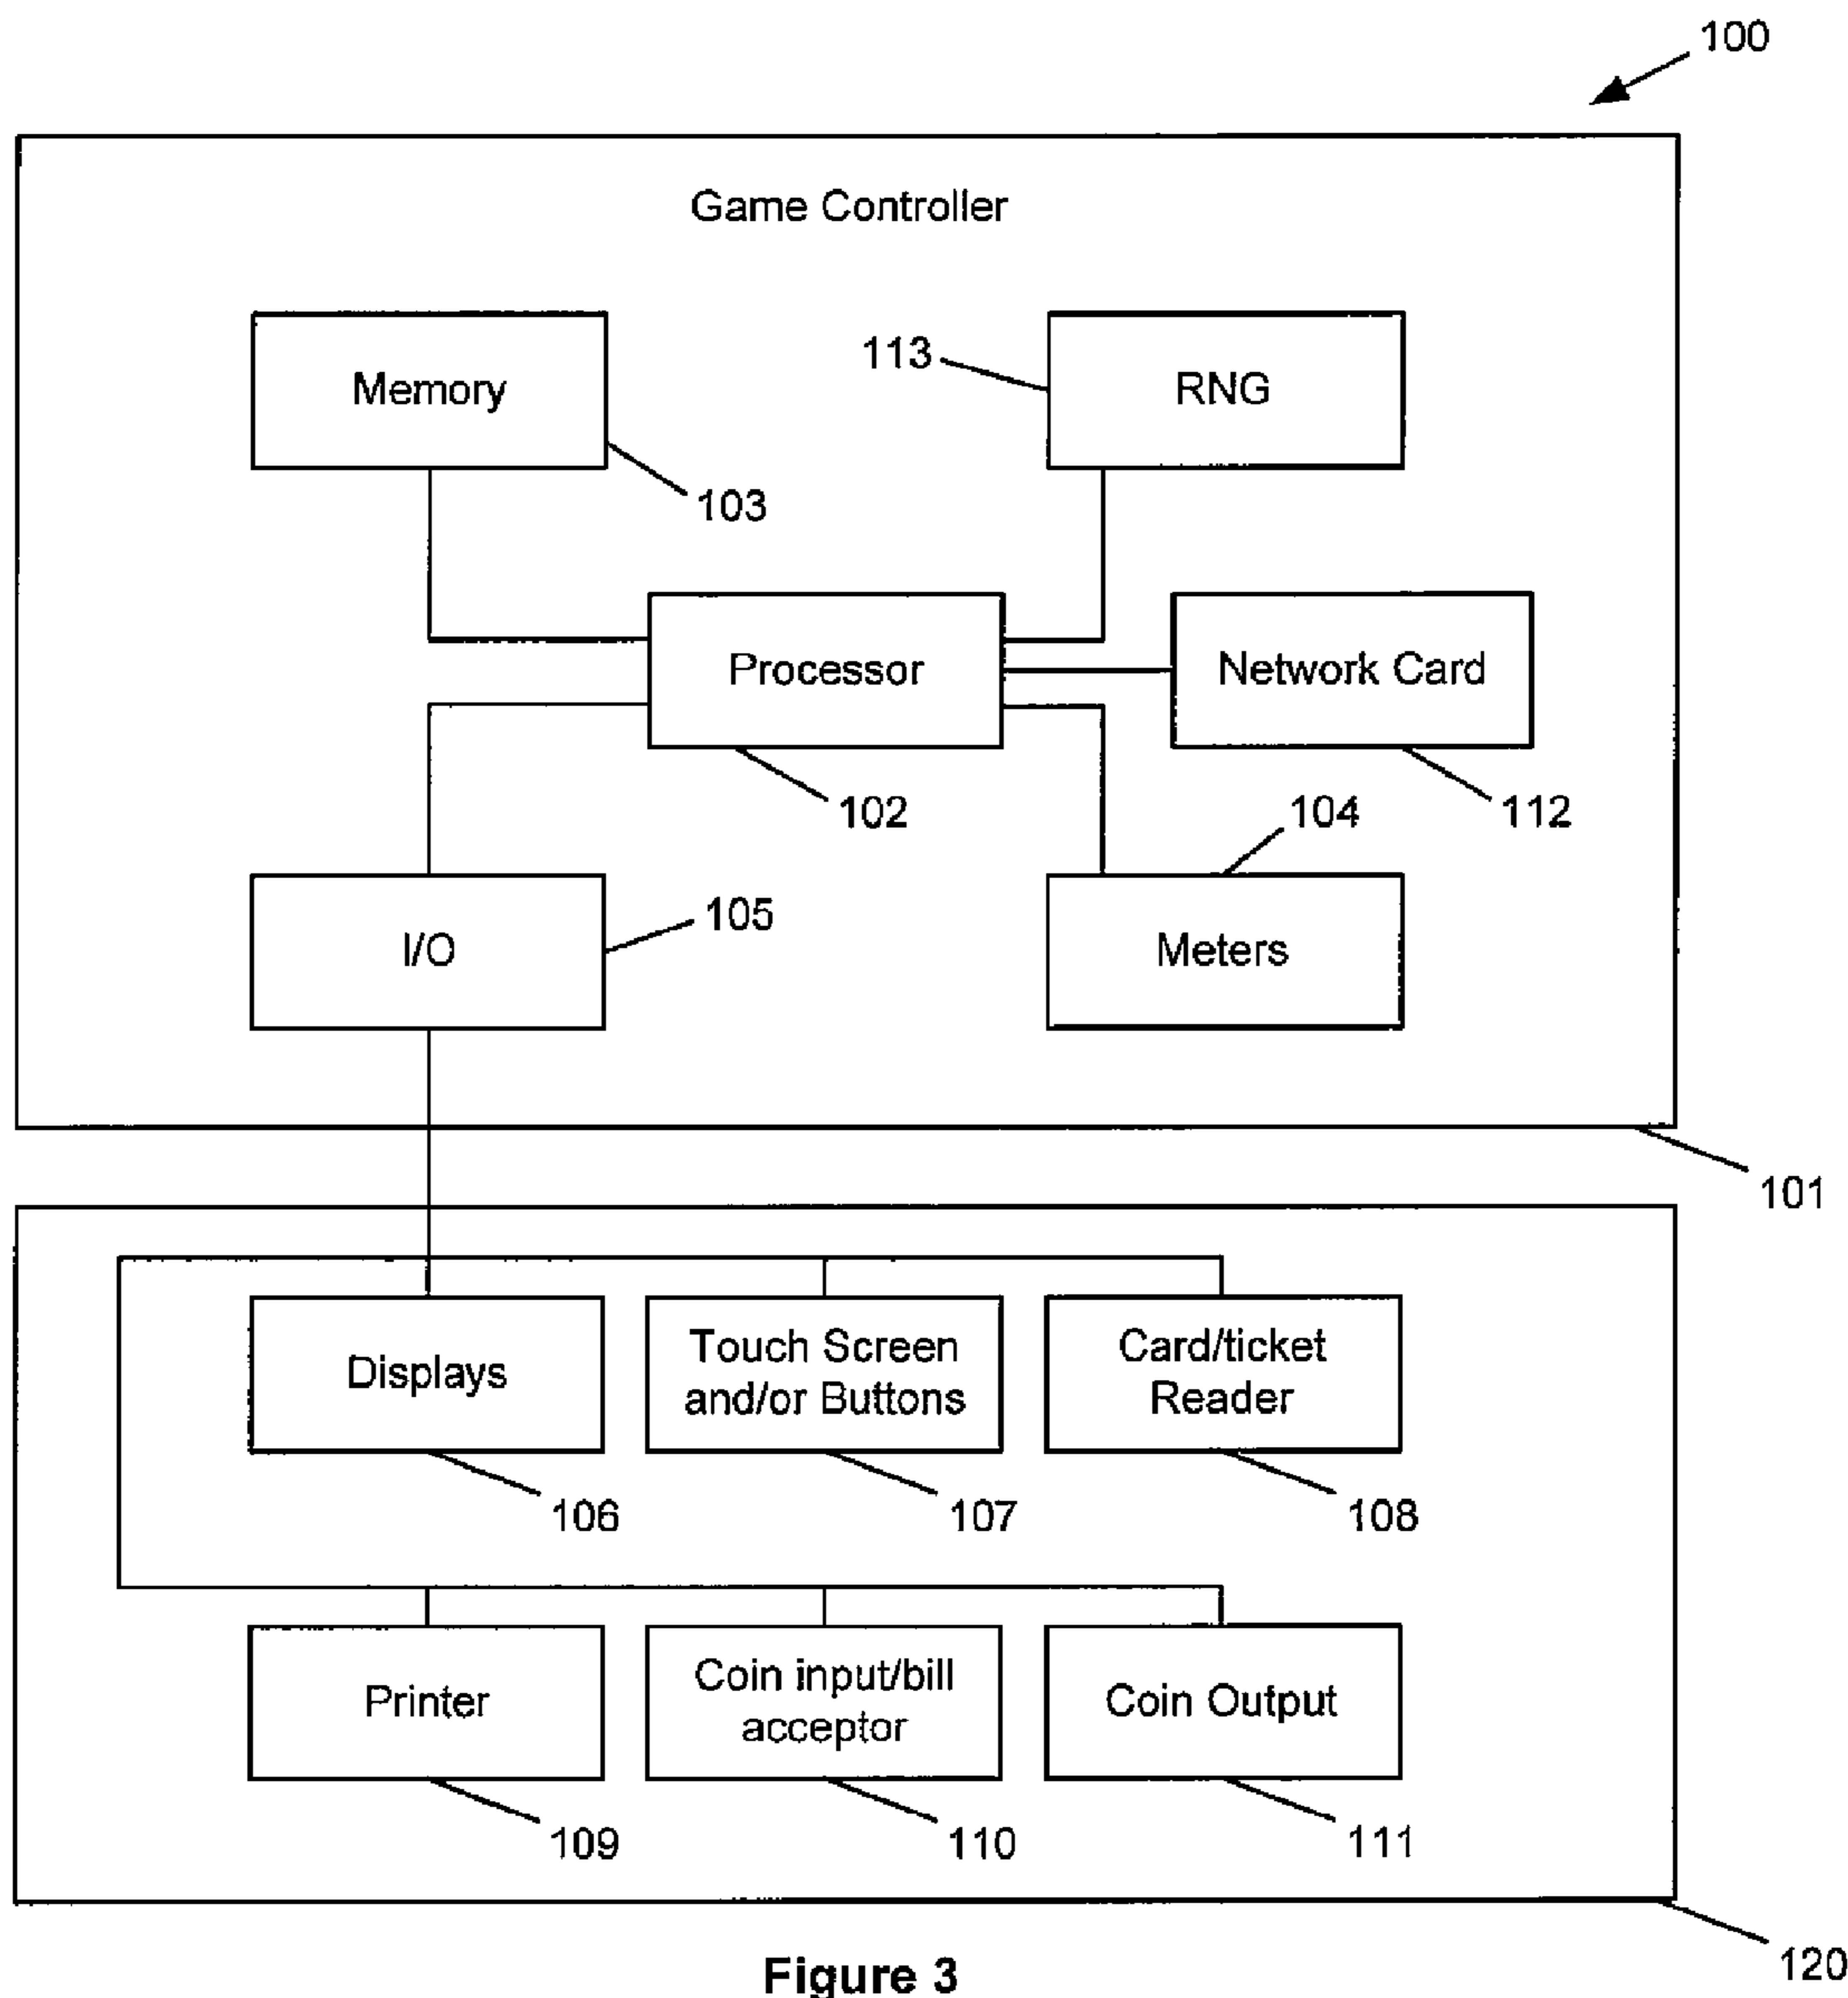 100
Game Controller
Memory
103
113
RNG
Processor
102
Network Card
112
I/O
105
104
Meters
101
Displays
106
Touch Screen
and/or Buttons
107
Card/ticket
Reader
108
Printer
109
Coin input/bill
acceptor
110
Coin Output
111
120
Figure 3